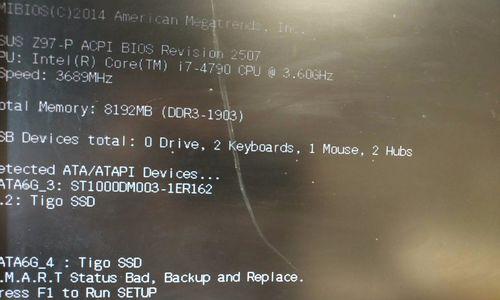 MIBIOS(C)2014 American Megatrends, Inc.
SUS Z97-P ACPI BIOS Revision 2507
PU: Intel(R) Core(TM) i7-4790 CPU @ 3.60GHz
Speed: 3689MHz
otal Memory: 8192MB (DDR3-1903)
SB Devices total: 0 Drive, 2 Keyboards, 1 Mouse, 2 Hubs
etected ATA/ATAPI Devices...
ATA6G_3: ST1000DM003-1ER162
.2: Tigo SSD
ATA6G_4 : Tigo SSD
.M.A.R.T Status Bad, Backup and Replace.
ress F1 to Run SETUP